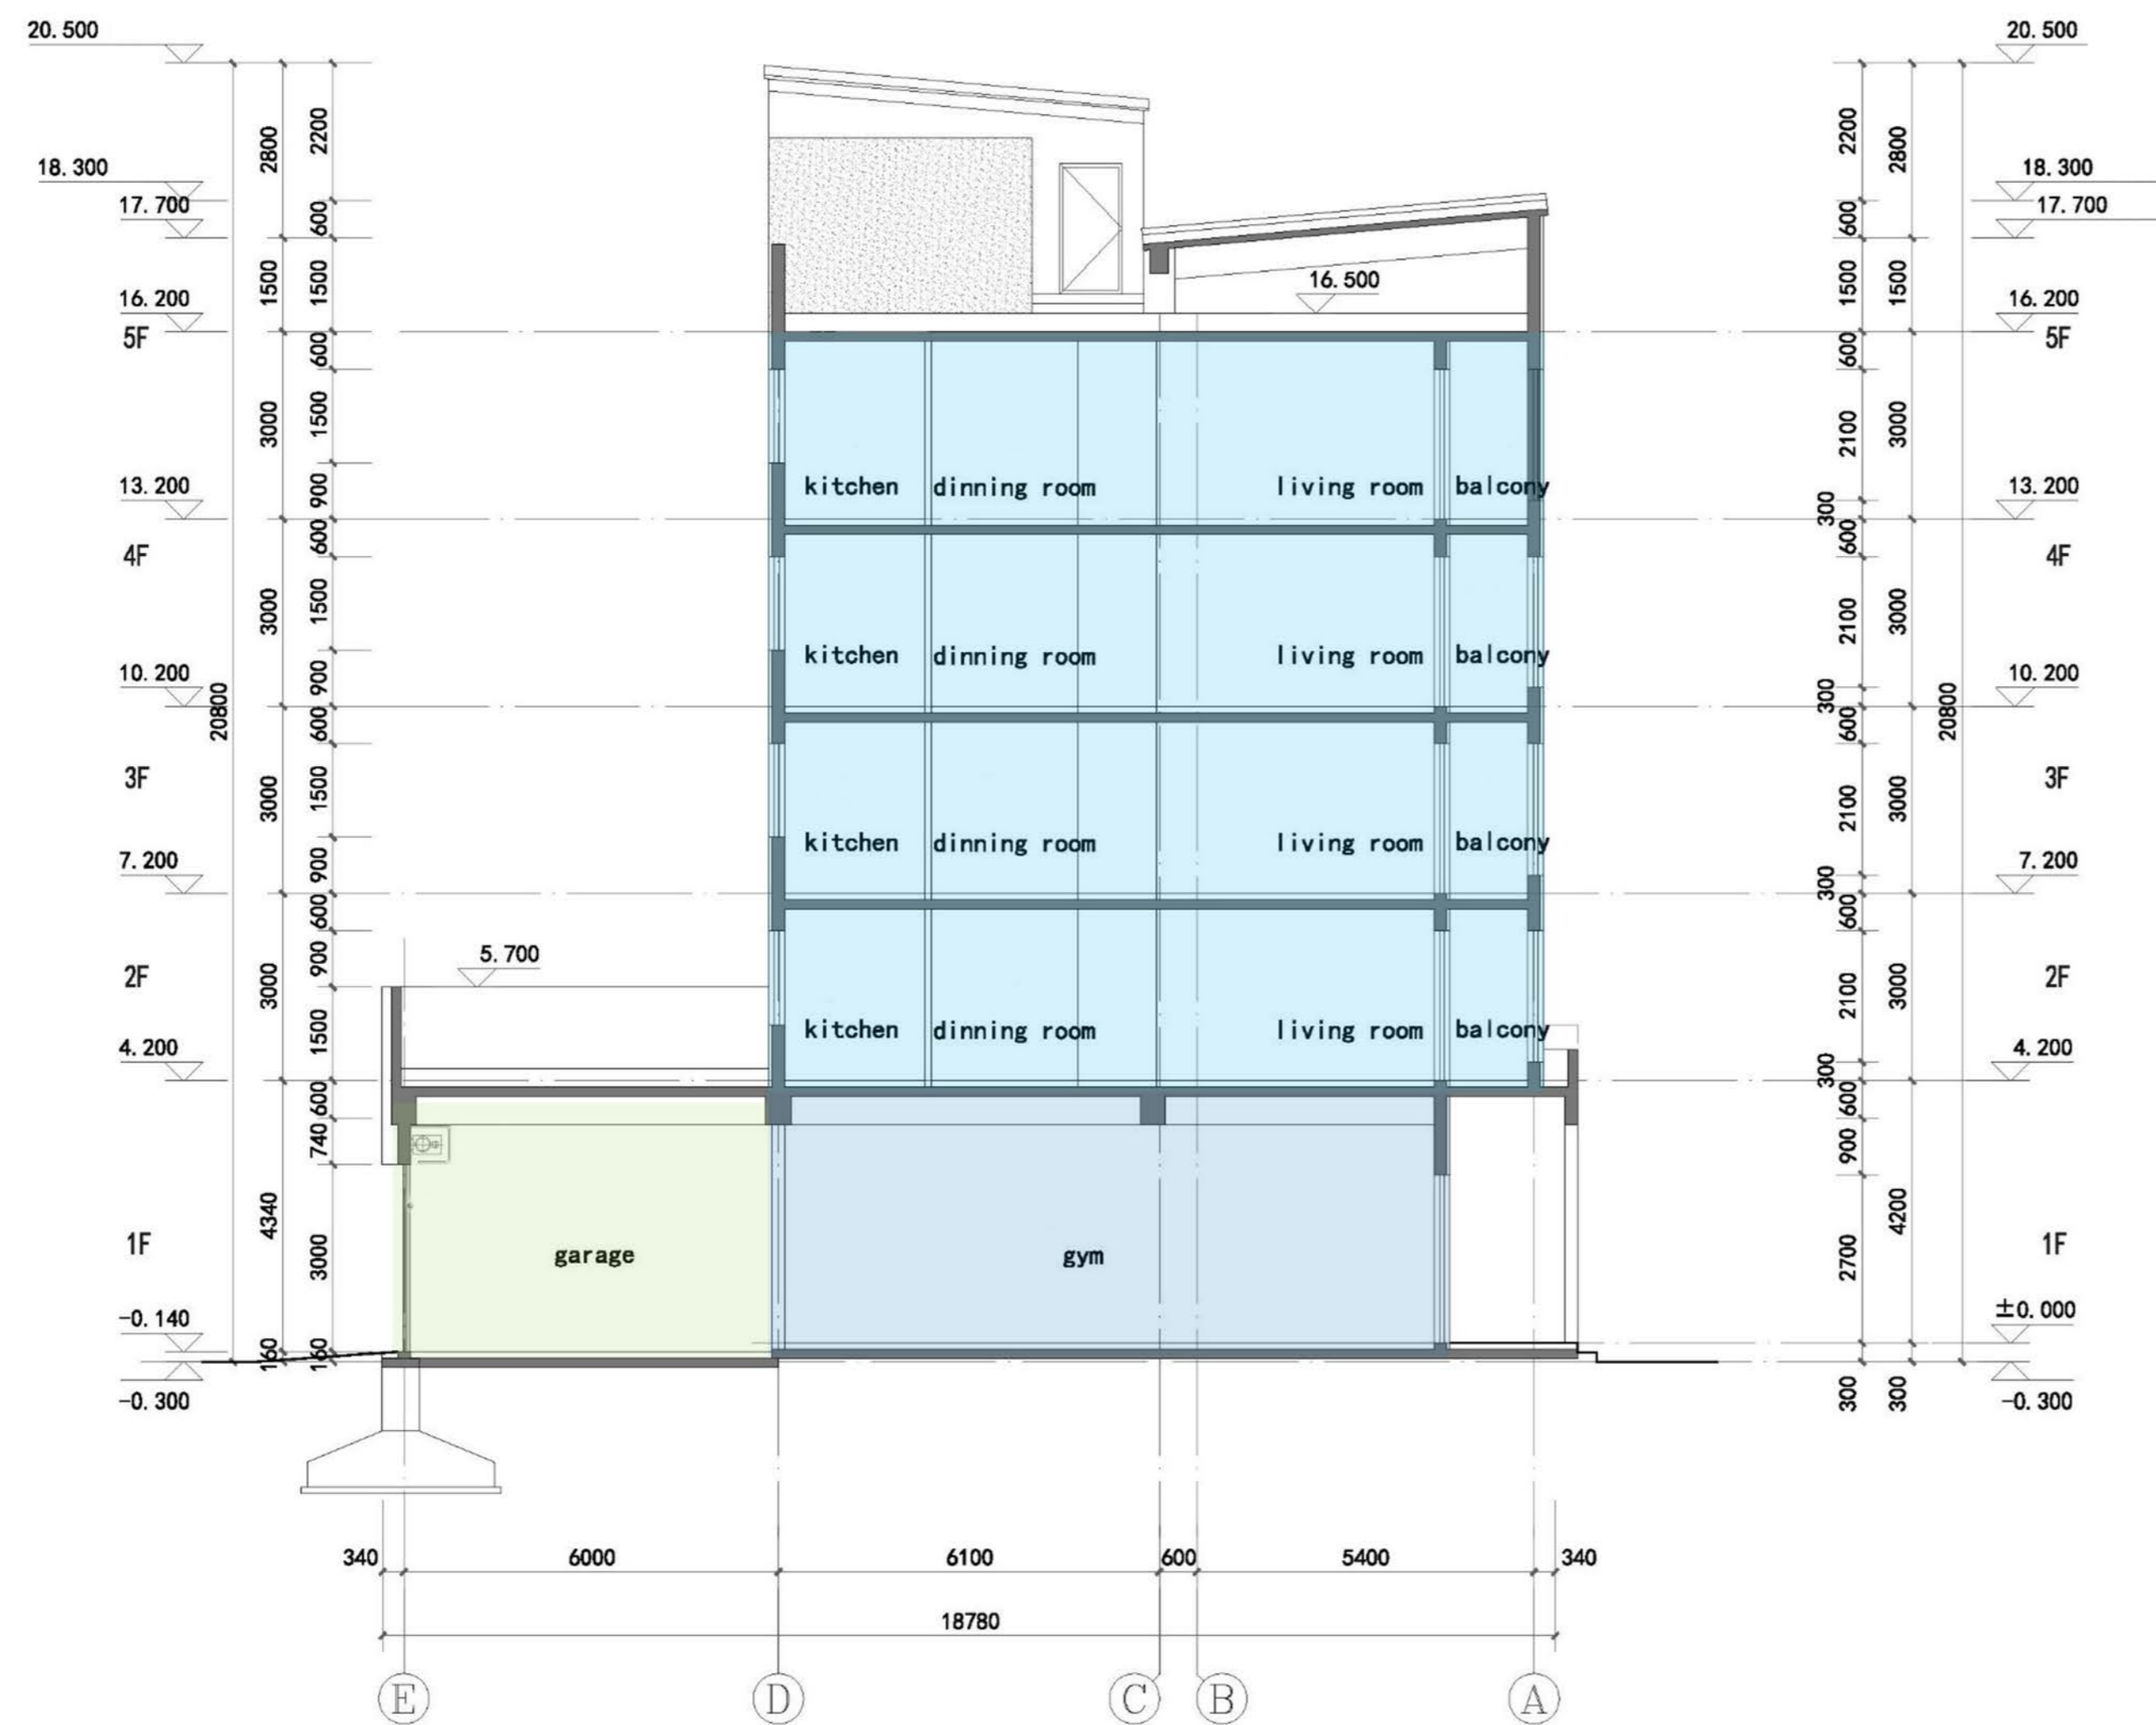 20.500 20.500
2800 2200 2200 2800
18.300 18.300
17.700 17.700
600 600
1500 1500 16.500 1500 1500
16.200 16.200
5F 5F
600 600
3000 1500 2100 3000
13.200 900 kitchen dinning room living room balcony 300 13.200
600 600
4F 4F
3000 1500 2100 3000
10.200 900 kitchen dinning room living room balcony 300 10.200
20800 600 600 20800
3F 3F
3000 1500 2100 3000
7.200 900 kitchen dinning room living room balcony 300 7.200
600 600
5.700
2F 3000 900 2100 3000 2F
4.200 1500 kitchen dinning room living room balcony 300 4.200
600 600
740 900
4340 4200
1F 3000 garage gym 2700 1F
-0.140 ±0.000
160 160
-0.300 300 300 -0.300
340 6000 6100 600 5400 340
18780
E D C B A